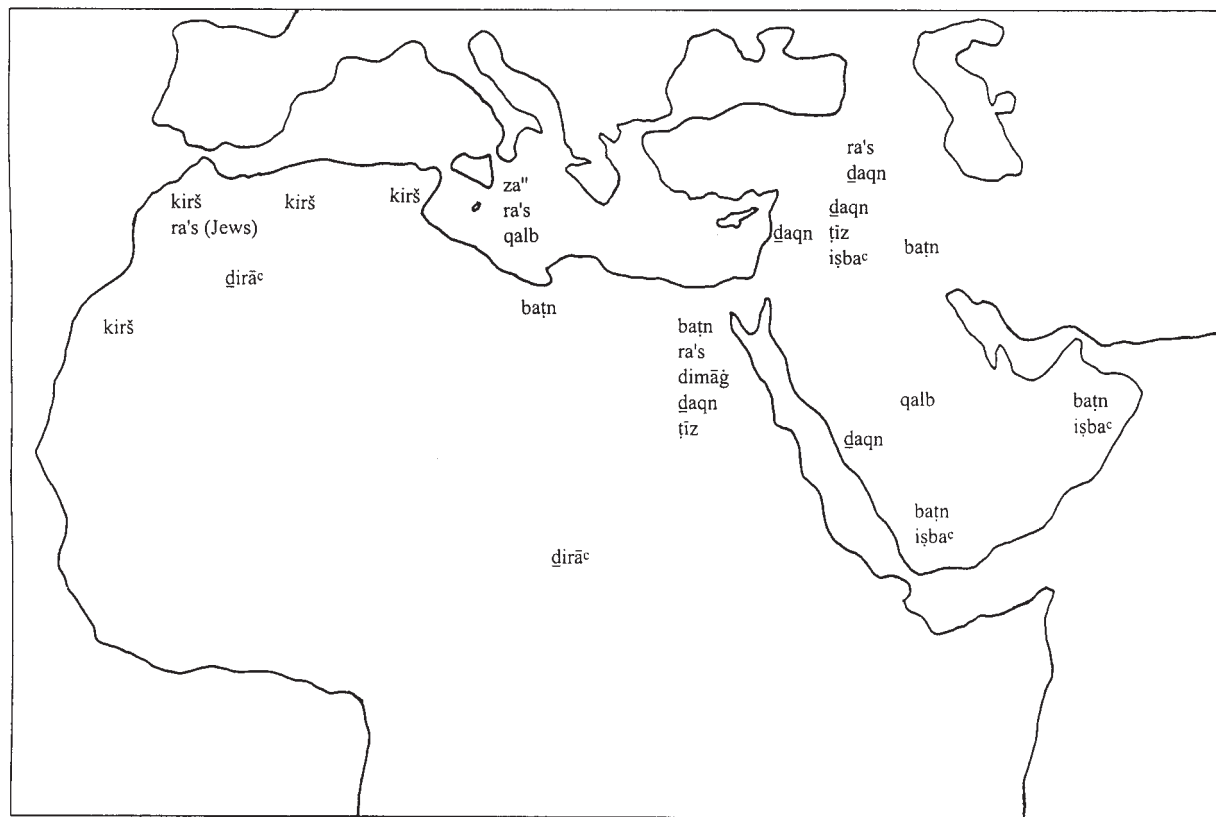 ra's
ḏaqn
kirš
ra's (Jews)
kirš
kirš
za''
ra's
qalb
ḏaqn
ḏaqn
ṭīz
iṣbaᶜ
baṭn
ḏirāᶜ
kirš
baṭn
baṭn
ra's
dimāġ
ḏaqn
ṭīz
qalb
ḏaqn
baṭn
iṣbaᶜ
baṭn
iṣbaᶜ
ḏirāᶜ